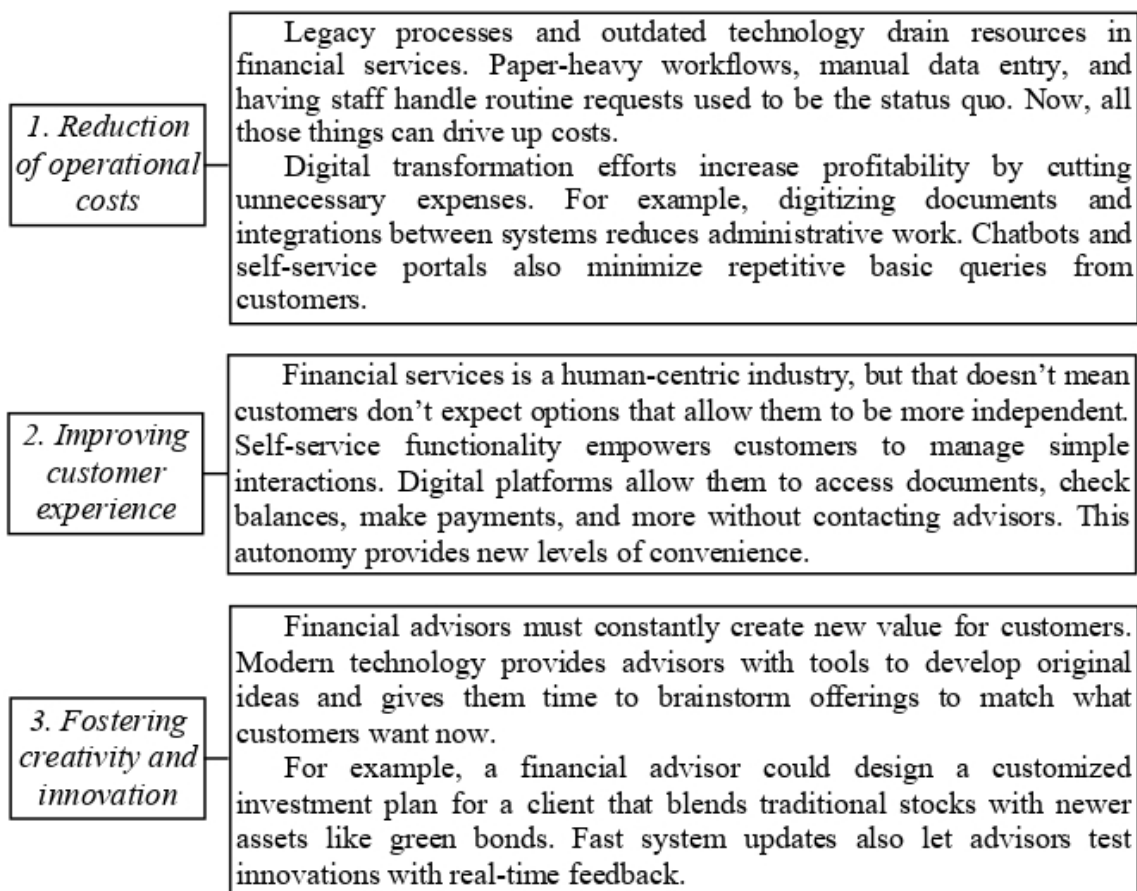 1. Reduction
of operational
costs
Legacy processes and outdated technology drain resources in
financial services. Paper-heavy workflows, manual data entry, and
having staff handle routine requests used to be the status quo. Now, all
those things can drive up costs.
Digital transformation efforts increase profitability by cutting
unnecessary expenses. For example, digitizing documents and
integrations between systems reduces administrative work. Chatbots and
self-service portals also minimize repetitive basic queries from
customers.
2. Improving
customer
experience
Financial services is a human-centric industry, but that doesn’t mean
customers don’t expect options that allow them to be more independent.
Self-service functionality empowers customers to manage simple
interactions. Digital platforms allow them to access documents, check
balances, make payments, and more without contacting advisors. This
autonomy provides new levels of convenience.
3. Fostering
creativity and
innovation
Financial advisors must constantly create new value for customers.
Modern technology provides advisors with tools to develop original
ideas and gives them time to brainstorm offerings to match what
customers want now.
For example, a financial advisor could design a customized
investment plan for a client that blends traditional stocks with newer
assets like green bonds. Fast system updates also let advisors test
innovations with real-time feedback.